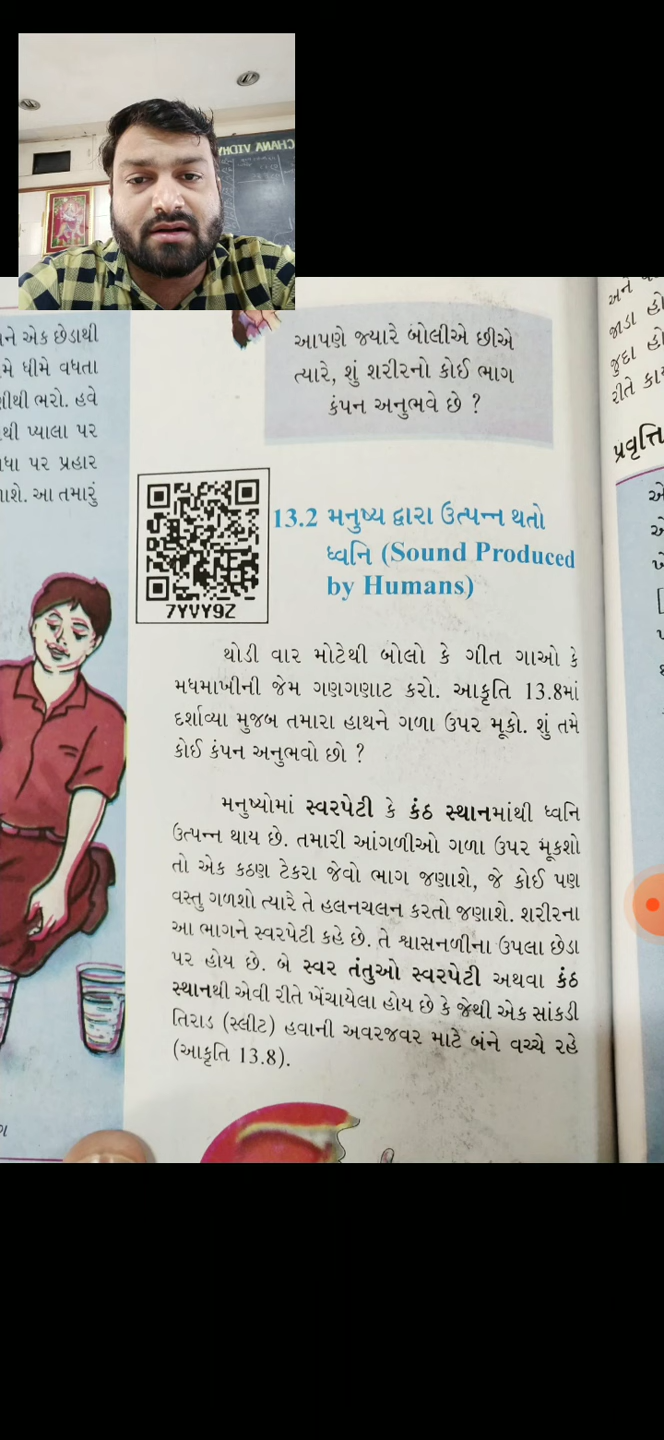 CHANA VIDHY
ને એક છેડાથી
મે ધીમે વધતા
ણીથી ભરો. હવે
થી પ્યાલા પર
ધા પર પ્રહાર
ાશે. આ તમારું
આપણે જ્યારે બોલીએ છીએ
ત્યારે, શું શરીરનો કોઈ ભાગ
કંપન અનુભવે છે ?
7YVY9Z
13.2 મનુષ્ય દ્વારા ઉત્પન્ન થતો
ધ્વનિ (Sound Produced
by Humans)
થોડી વાર મોટેથી બોલો કે ગીત ગાઓ કે
મધમાખીની જેમ ગણગણાટ કરો. આકૃતિ 13.8માં
દર્શાવ્યા મુજબ તમારા હાથને ગળા ઉપર મૂકો. શું તમે
કોઈ કંપન અનુભવો છો ?
મનુષ્યોમાં સ્વરપેટી કે કંઠ સ્થાનમાંથી ધ્વનિ
ઉત્પન્ન થાય છે. તમારી આંગળીઓ ગળા ઉપર મૂકશો
તો એક કઠણ ટેકરા જેવો ભાગ જણાશે, જે કોઈ પણ
વસ્તુ ગળશો ત્યારે તે હલનચલન કરતો જણાશે. શરીરના
આ ભાગને સ્વરપેટી કહે છે. તે શ્વાસનળીના ઉપલા છેડા
પર હોય છે. બે સ્વર તંતુઓ સ્વરપેટી અથવા કંઠ
સ્થાનથી એવી રીતે ખેંચાયેલા હોય છે કે જેથી એક સાંકડી
તિરાડ (સ્લીટ) હવાની અવરજવર માટે બંને વચ્ચે રહે
(આકૃતિ 13.8).
અને
જાડા હો
જુદા હો
રીતે કા
પ્રવૃત્તિ